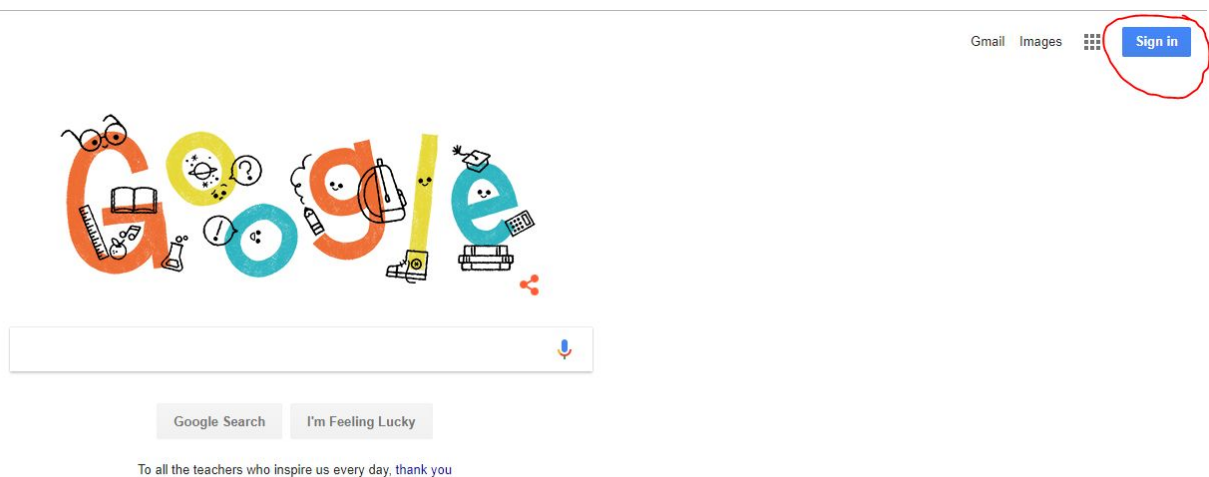 Gmail Images Sign in
Google
Google Search I'm Feeling Lucky
To all the teachers who inspire us every day, thank you